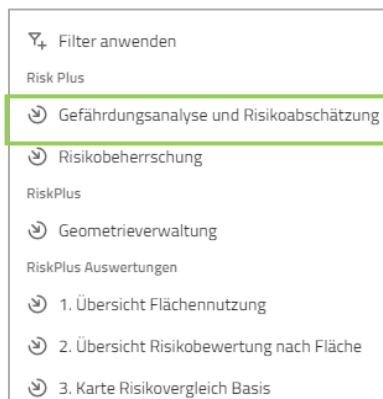 Filter anwenden
Risk Plus
Gefährdungsanalyse und Risikoabschätzung
Risikobeherrschung
RiskPlus
Geometrieverwaltung
RiskPlus Auswertungen
1. Übersicht Flächennutzung
2. Übersicht Risikobewertung nach Fläche
3. Karte Risikovergleich Basis